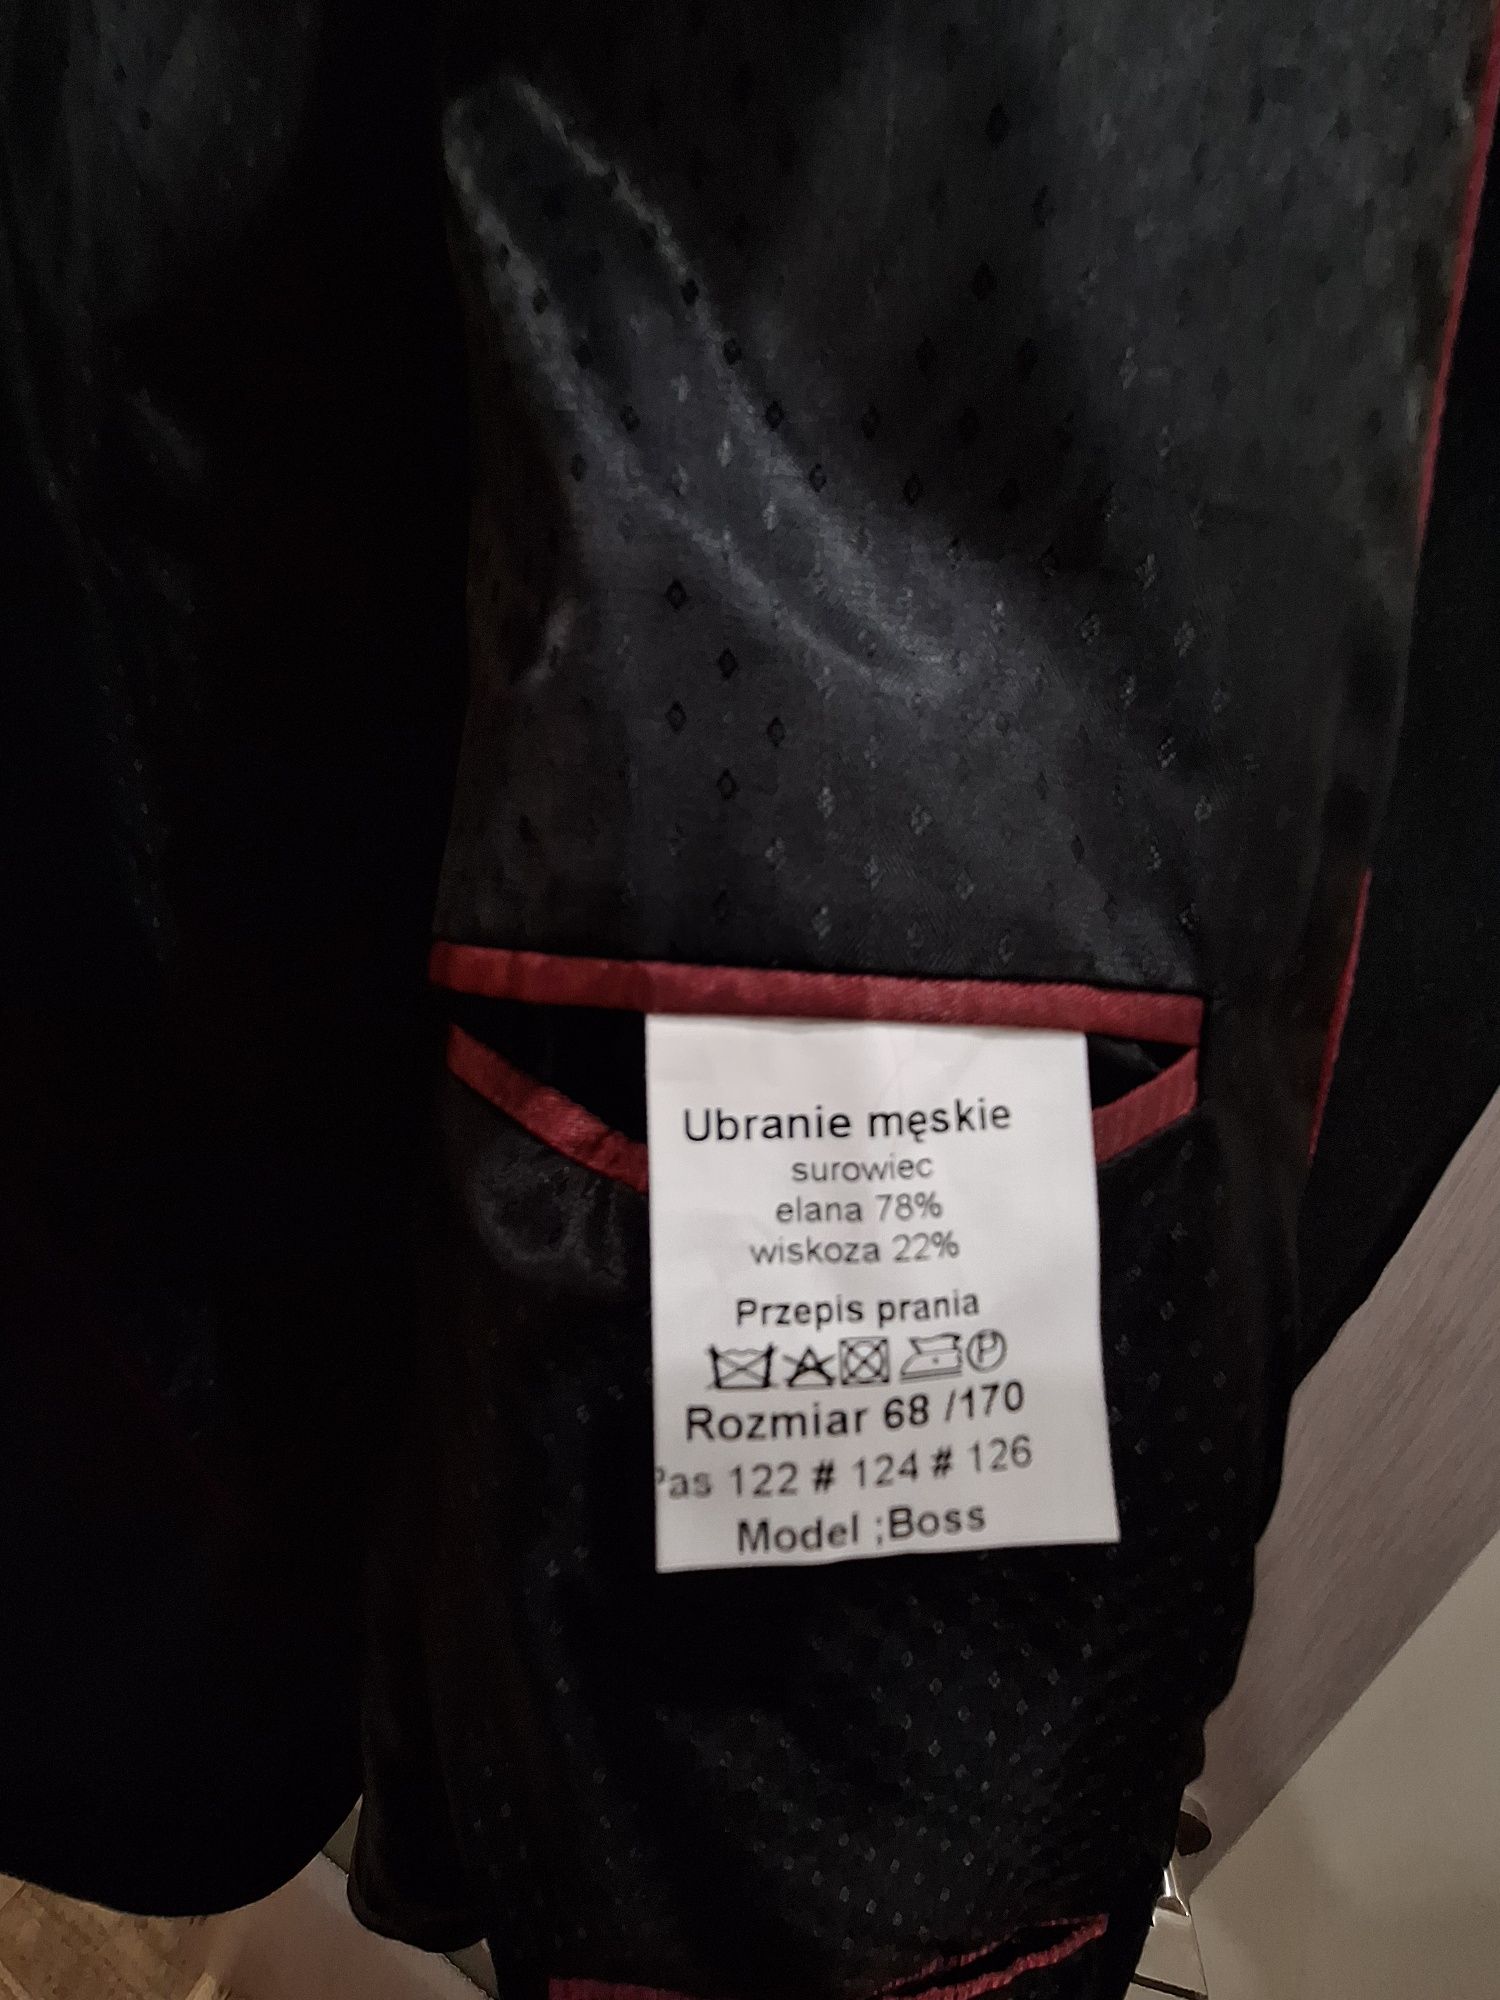 Ubranie męskie
surowiec
elana 78%
wiskoza 22%
Przepis prania
P
Rozmiar 68 /170
Pas 122 # 124 # 126
Model ;Boss